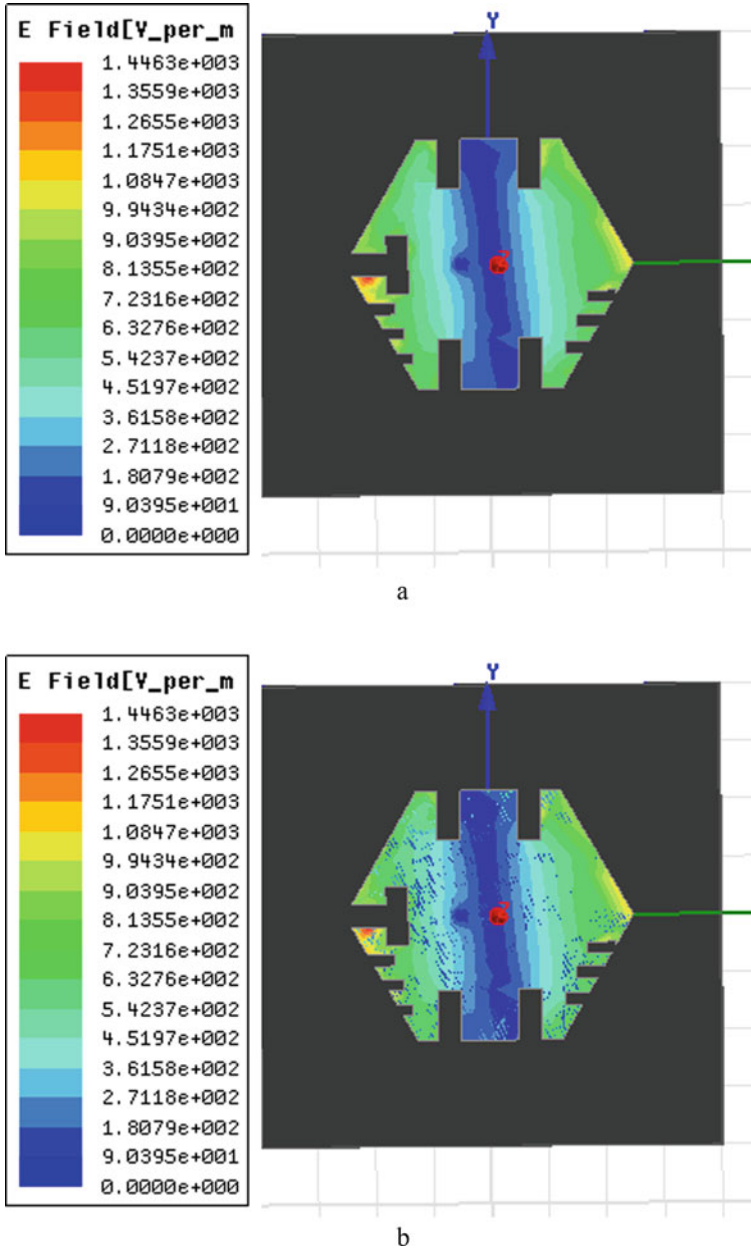 E Field[V_per_m
1.4463e+003
1.3559e+003
1.2655e+003
1.1751e+003
1.0847e+003
9.9434e+002
9.0395e+002
8.1355e+002
7.2316e+002
6.3276e+002
5.4237e+002
4.5197e+002
3.6158e+002
2.7118e+002
1.8079e+002
9.0395e+001
0.0000e+000
Y
a
E Field[V_per_m
1.4463e+003
1.3559e+003
1.2655e+003
1.1751e+003
1.0847e+003
9.9434e+002
9.0395e+002
8.1355e+002
7.2316e+002
6.3276e+002
5.4237e+002
4.5197e+002
3.6158e+002
2.7118e+002
1.8079e+002
9.0395e+001
0.0000e+000
Y
b